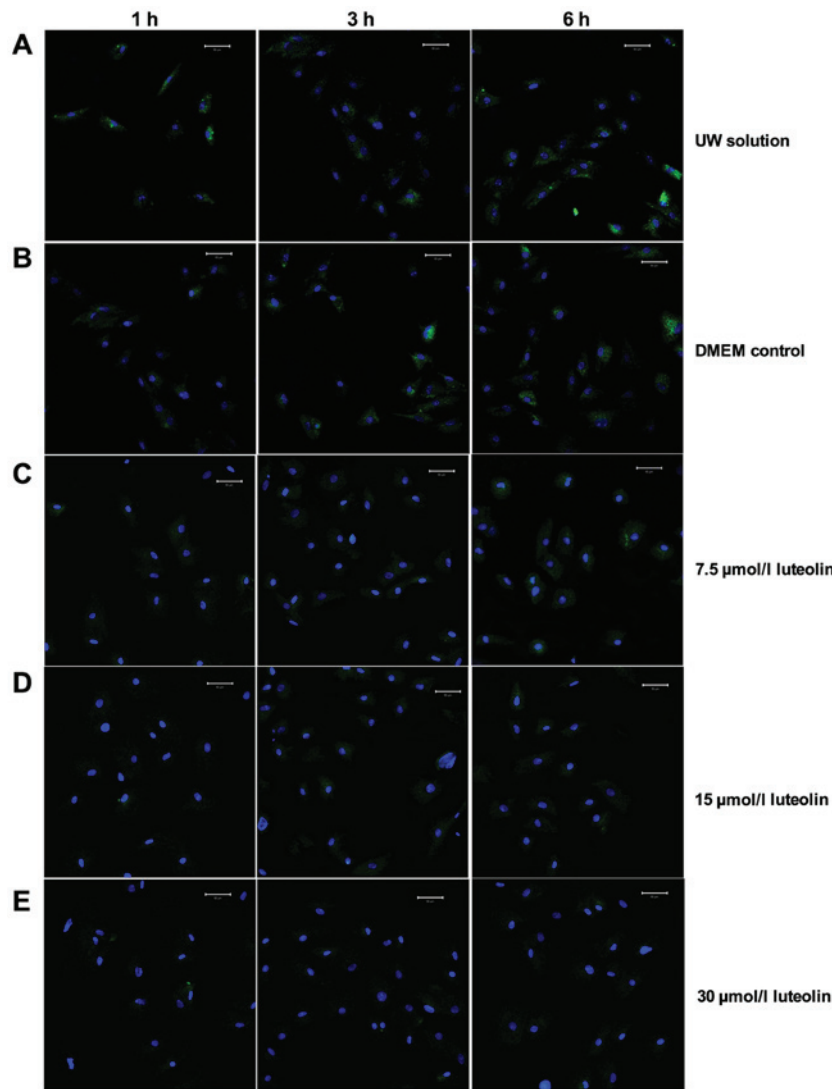 1 h 3 h 6 h
A
UW solution
B
DMEM control
C
7.5 µmol/l luteolin
D
15 µmol/l luteolin
E
30 µmol/l luteolin